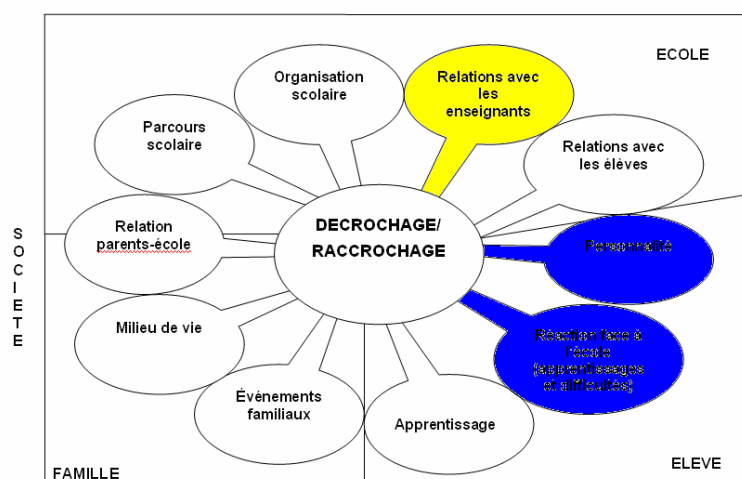 ECOLE
Organisation
scolaire
Relations avec
les
enseignants
Parcours
scolaire
Relations avec
les élèves
SOCIETE
Relation
parents-école
DECROCHAGE/
RACCROCHAGE
Personnalité
Milieu de vie
Réaction face à
l'école
(apprentissages
et difficultés)
Événements
familiaux
Apprentissage
FAMILLE
ELEVE